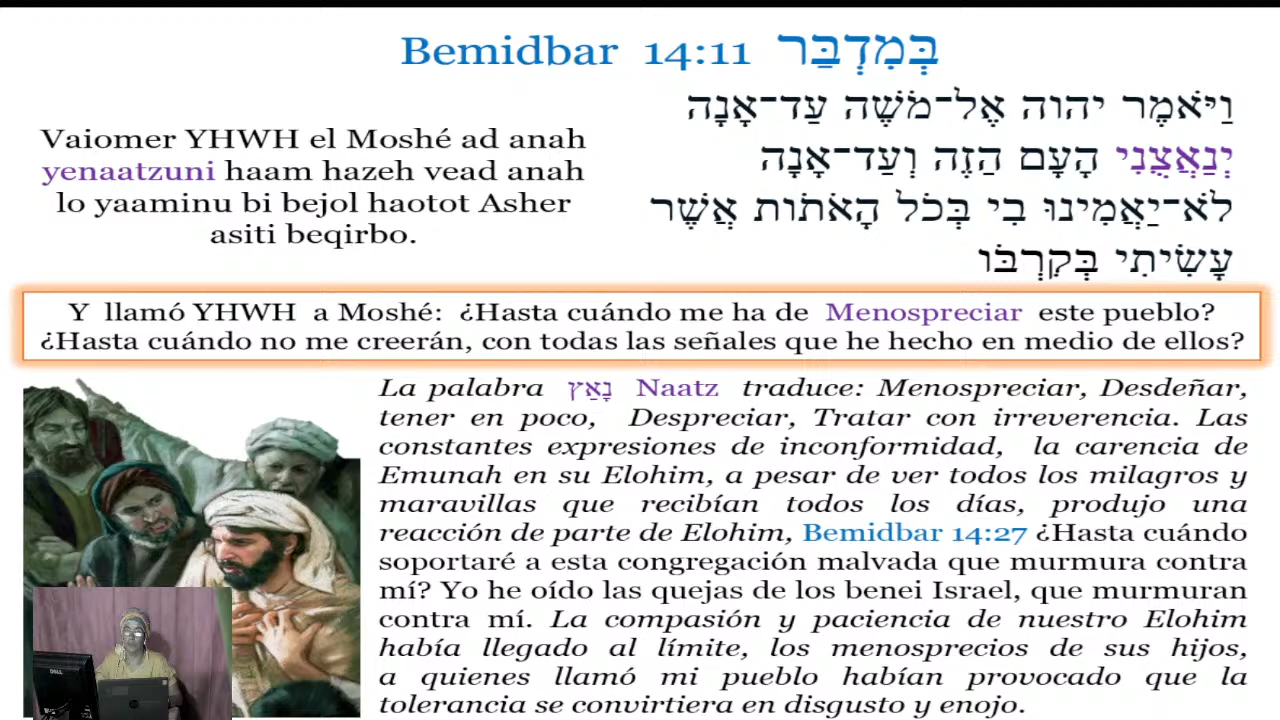 Bemidbar 14:11 בְּמִדְבַּר
Vaiomer YHWH el Moshé ad anah
yenaatzuni haam hazeh vead anah
lo yaaminu bi bejol haotot Asher
asiti beqirbo.
וַיֹּאמֶר יהוה אֶל־מֹשֶׁה עַד־אָנָה
יְנַאֲצֻנִי הָעָם הַזֶּה וְעַד־אָנָה
לֹא־יַאֲמִינוּ בִי בְּכֹל הָאֹתוֹת אֲשֶׁר
עָשִׂיתִי בְּקִרְבּוֹ
Y llamó YHWH a Moshé: ¿Hasta cuándo me ha de Menospreciar este pueblo?
¿Hasta cuándo no me creerán, con todas las señales que he hecho en medio de ellos?
La palabra נָאַץ Naatz traduce: Menospreciar, Desdeñar,
tener en poco, Despreciar, Tratar con irreverencia. Las
constantes expresiones de inconformidad, la carencia de
Emunah en su Elohim, a pesar de ver todos los milagros y
maravillas que recibían todos los días, produjo una
reacción de parte de Elohim, Bemidbar 14:27 ¿Hasta cuándo
soportaré a esta congregación malvada que murmura contra
mí? Yo he oído las quejas de los benei Israel, que murmuran
contra mí. La compasión y paciencia de nuestro Elohim
había llegado al límite, los menosprecios de sus hijos,
a quienes llamó mi pueblo habían provocado que la
tolerancia se convirtiera en disgusto y enojo.
DELL